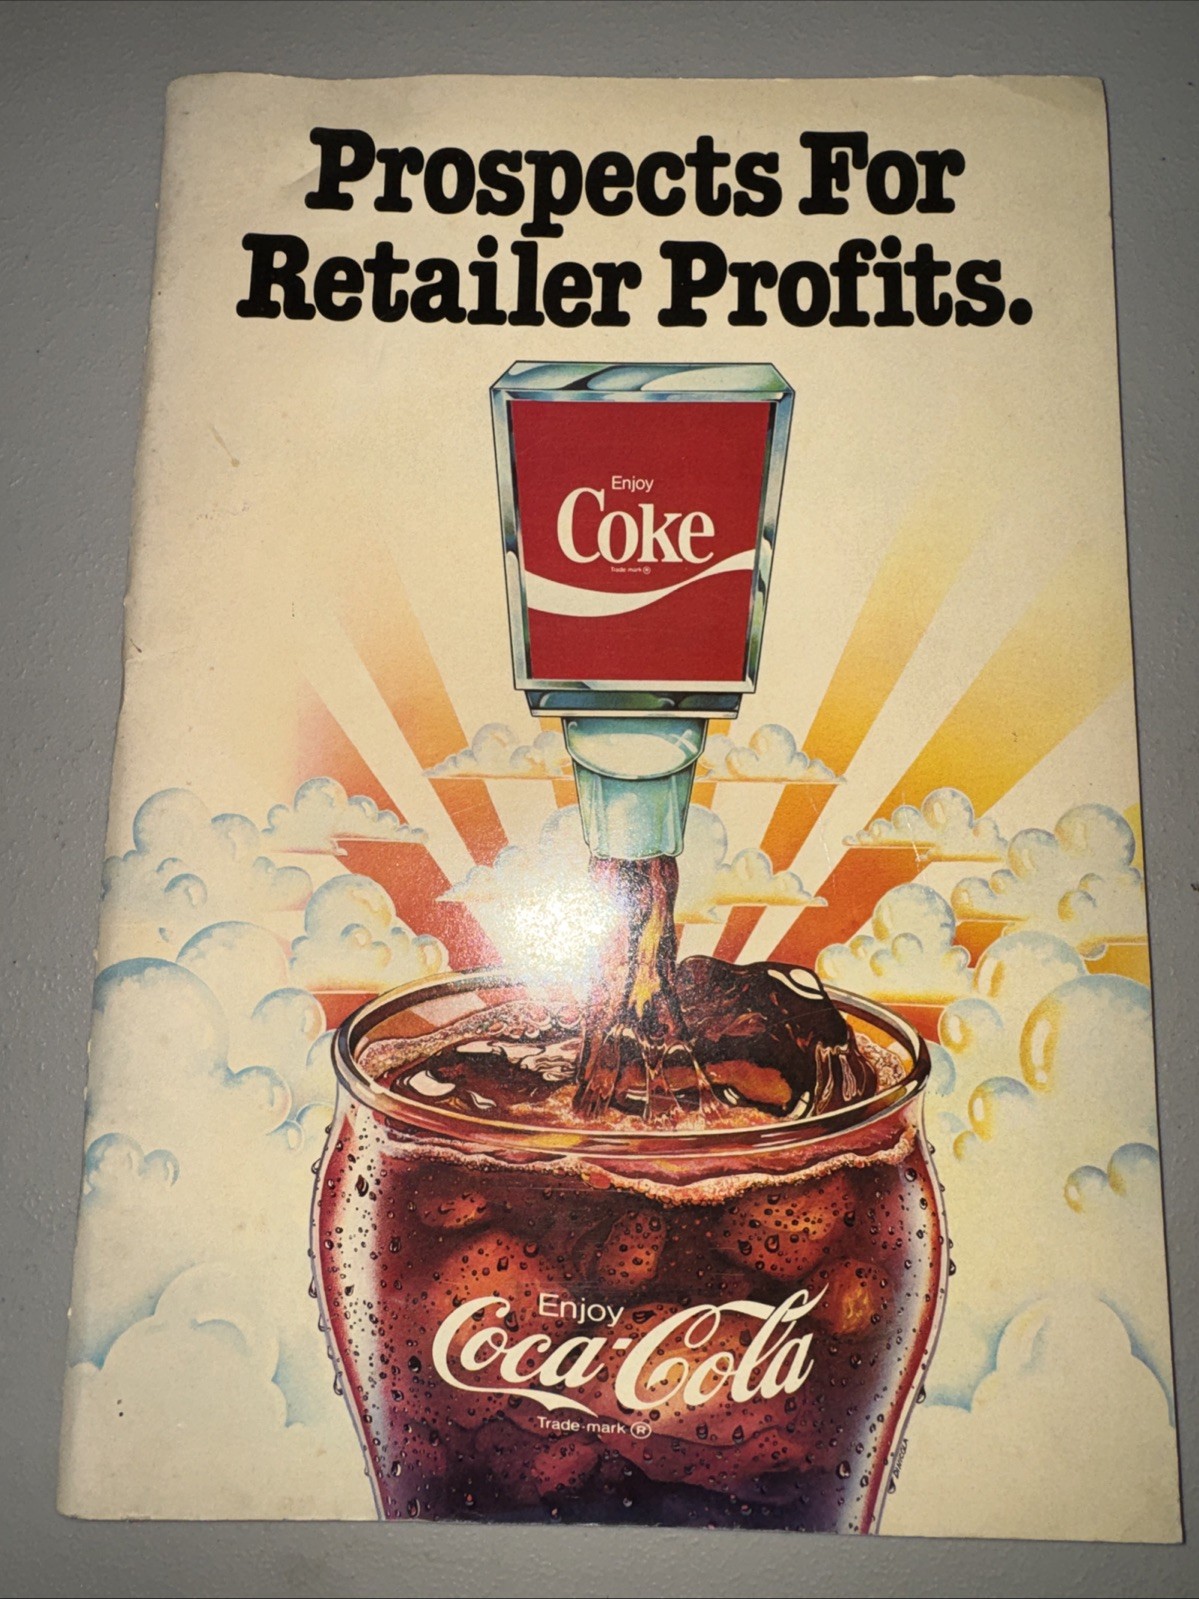 Prospects For
Retailer Profits.
Enjoy
Coke
Trade-mark ®
Enjoy
Coca-Cola
Trade-mark ®